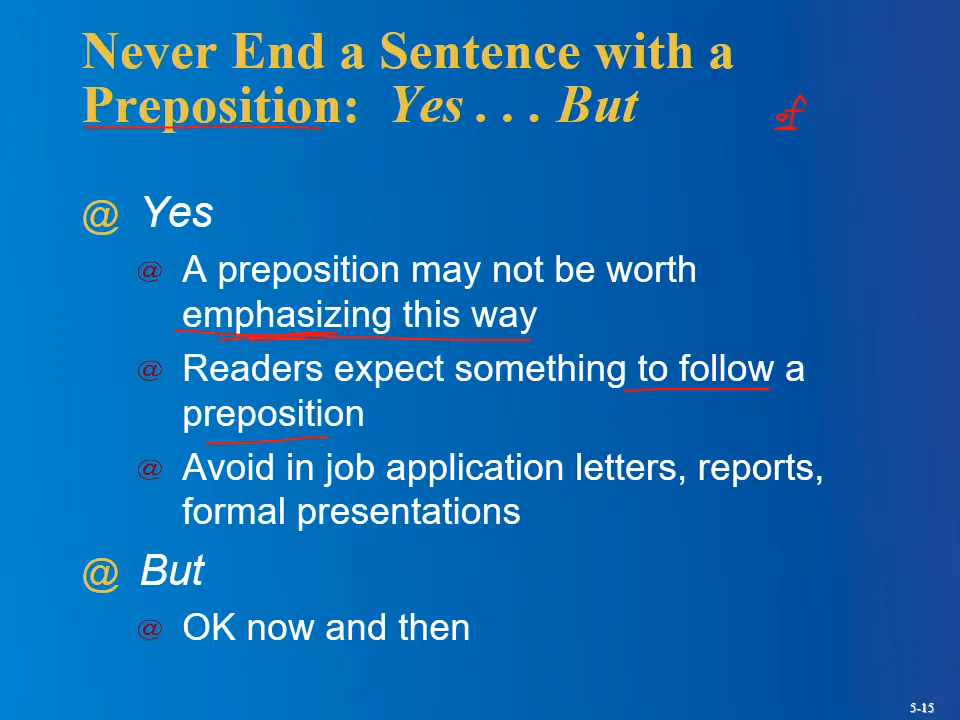 Never End a Sentence with a
Preposition: Yes . . . But
of
@ Yes
@ A preposition may not be worth
emphasizing this way
@ Readers expect something to follow a
preposition
@ Avoid in job application letters, reports,
formal presentations
@ But
@ OK now and then
5-15